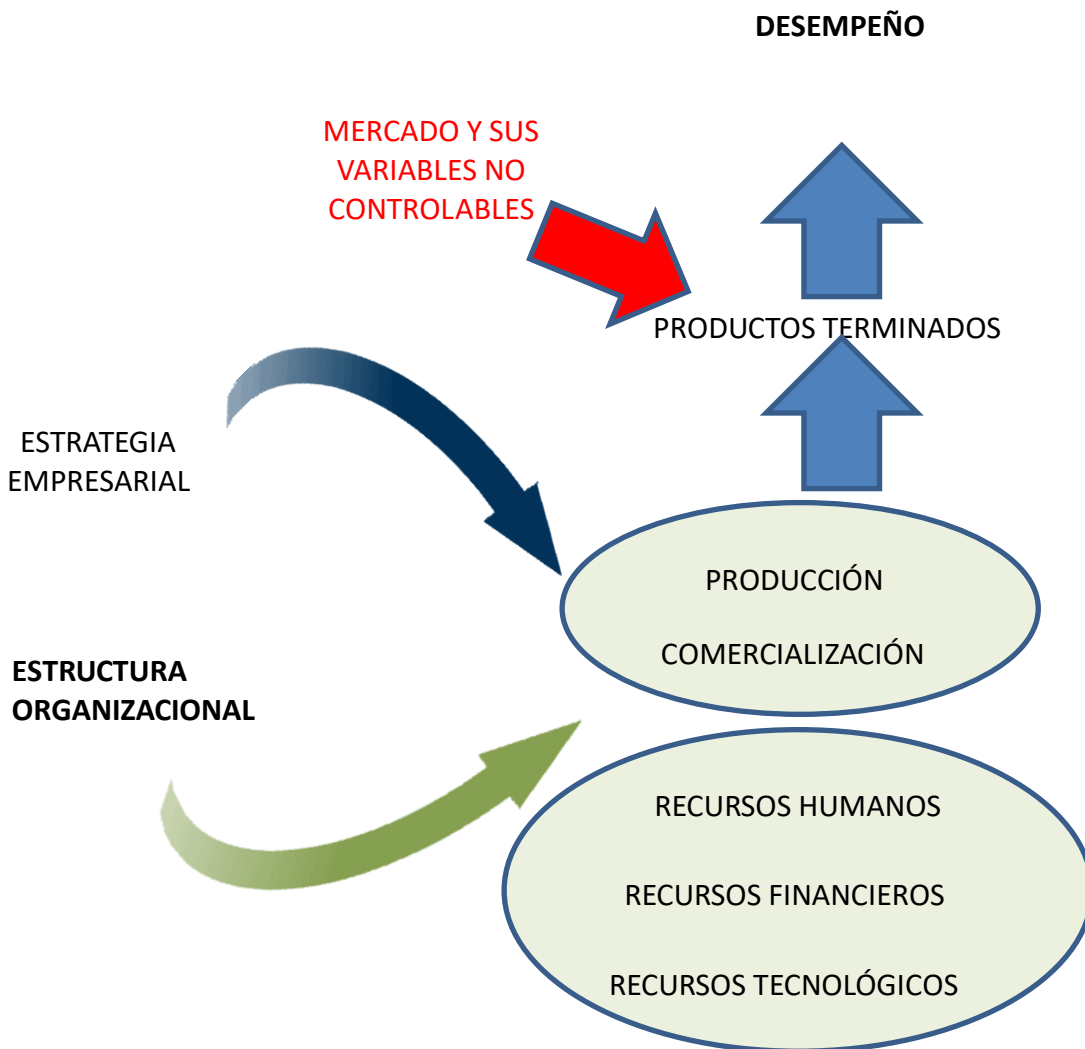 DESEMPEÑO
MERCADO Y SUS
VARIABLES NO
CONTROLABLES
PRODUCTOS TERMINADOS
ESTRATEGIA
EMPRESARIAL
PRODUCCIÓN
COMERCIALIZACIÓN
ESTRUCTURA
ORGANIZACIONAL
RECURSOS HUMANOS
RECURSOS FINANCIEROS
RECURSOS TECNOLÓGICOS